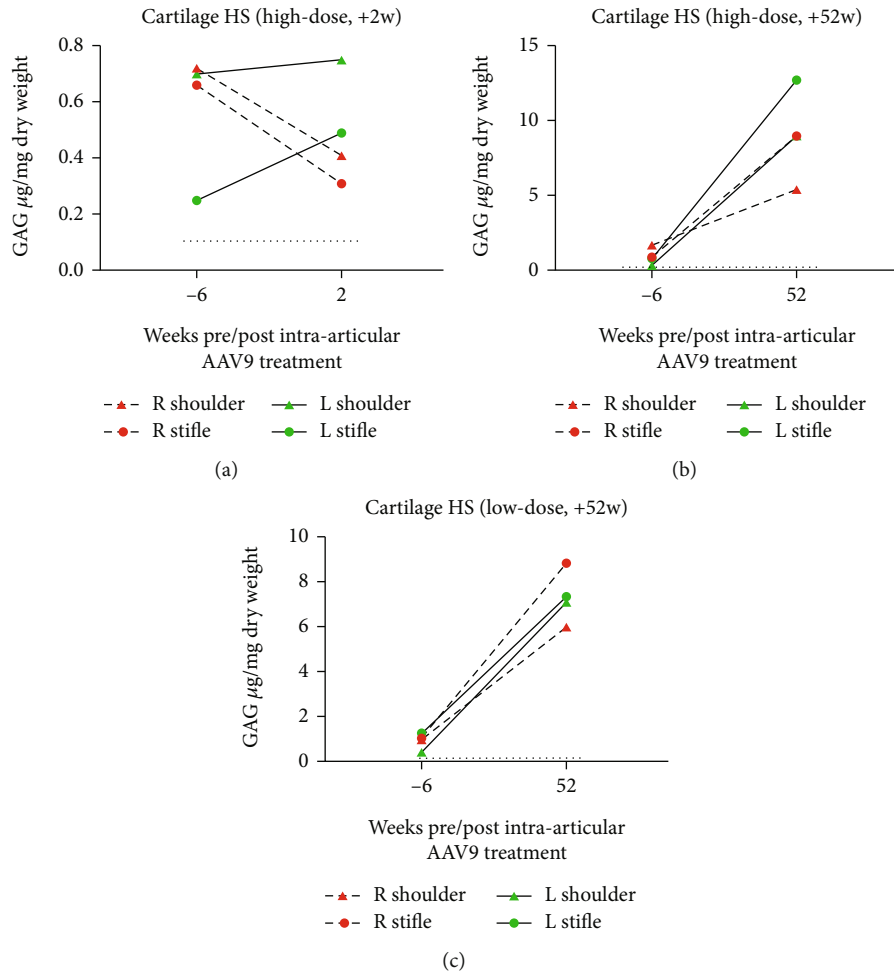 Cartilage HS (high-dose, +2w)
GAG μg/mg dry weight
0.8
0.6
0.4
0.2
0.0
–6
2
Weeks pre/post intra-articular
AAV9 treatment
R shoulder
L shoulder
R stifle
L stifle
(a)
Cartilage HS (high-dose, +52w)
GAG μg/mg dry weight
15
10
5
0
–6
52
Weeks pre/post intra-articular
AAV9 treatment
R shoulder
L shoulder
R stifle
L stifle
(b)
Cartilage HS (low-dose, +52w)
GAG μg/mg dry weight
10
8
6
4
2
0
–6
52
Weeks pre/post intra-articular
AAV9 treatment
R shoulder
L shoulder
R stifle
L stifle
(c)